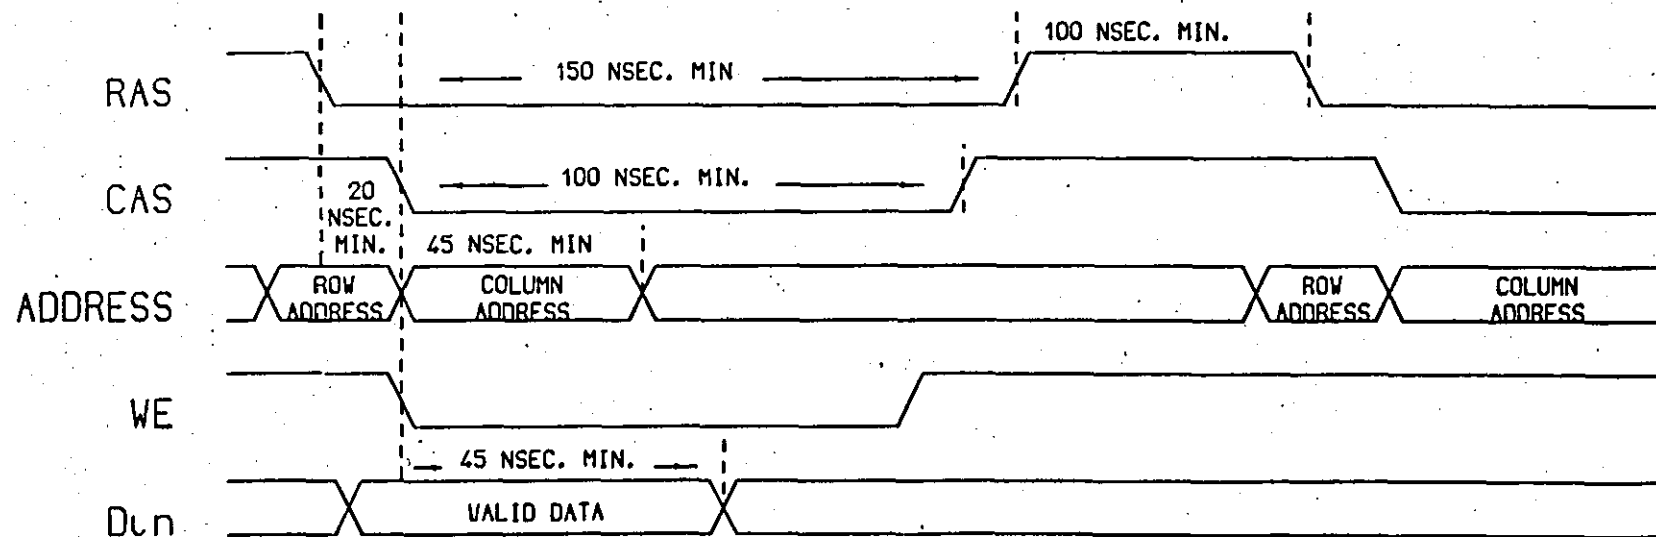 100 NSEC. MIN.
RAS
150 NSEC. MIN
CAS
100 NSEC. MIN.
20
NSEC.
MIN.
45 NSEC. MIN
ADDRESS
ROW
ADDRESS
COLUMN
ADDRESS
ROW
ADDRESS
COLUMN
ADDRESS
WE
45 NSEC. MIN.
Din
VALID DATA